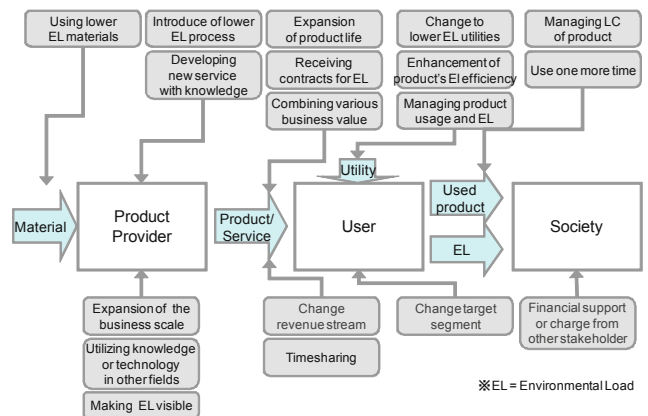 Using lower
EL materials
Introduce of lower
EL process
Developing
new service
with knowledge
Expansion
of product life
Receiving
contracts for EL
Combining various
business value
Change to
lower EL utilities
Enhancement of
product's El efficiency
Managing product
usage and EL
Managing LC
of product
Use one more time
Material
Product
Provider
Product/
Service
Utility
User
Used
product
EL
Society
Expansion of the
business scale
Utilizing knowledge
or technology
in other fields
Making EL visible
Change
revenue stream
Timesharing
Change target
segment
Financial support
or charge from
other stakeholder
※EL = Environmental Load